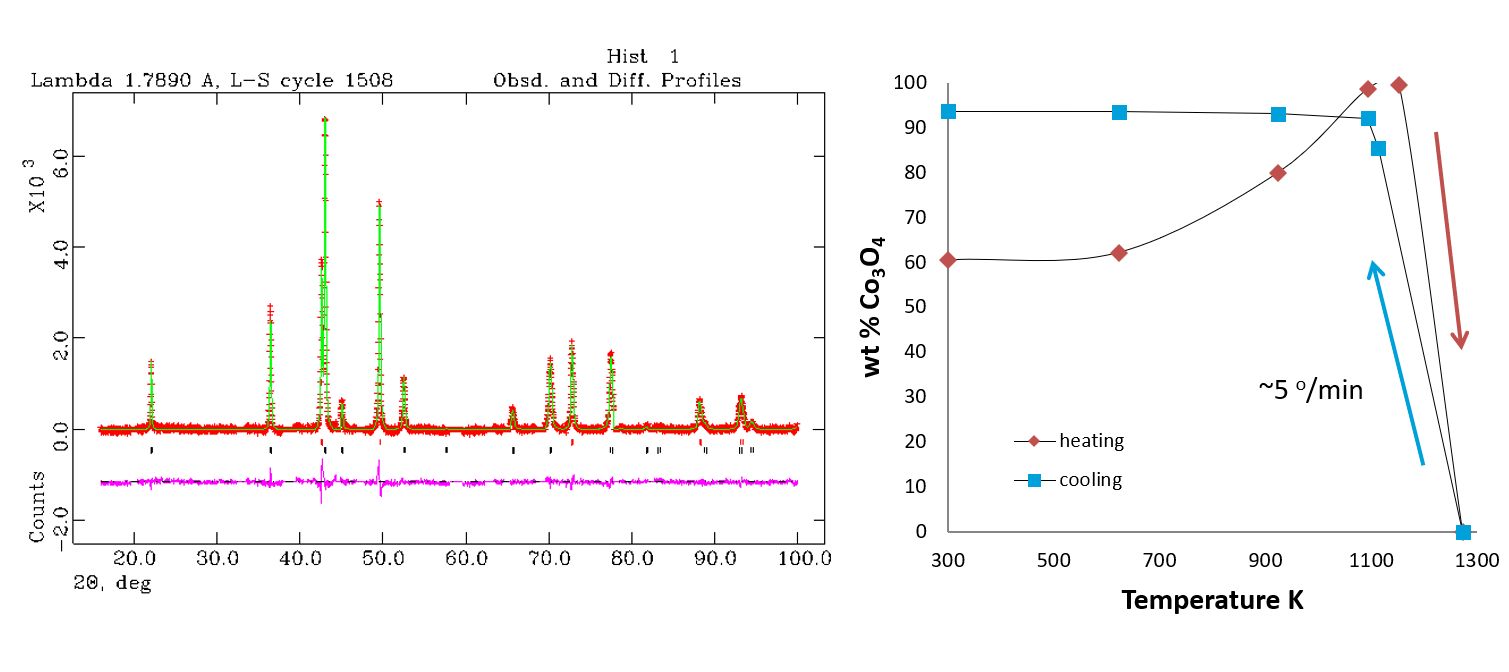 Hist 1
Lambda 1.7890 A, L-S cycle 1508
Obsd. and Diff. Profiles
X10 3
6.0
4.0
2.0
0.0
-2.0
Counts
20.0 30.0 40.0 50.0 60.0 70.0 80.0 90.0 100.0
2Θ, deg
100
90
80
70
60
50
40
30
20
10
0
wt % Co₃O₄
~5 º/min
heating
cooling
300 500 700 900 1100 1300
Temperature K